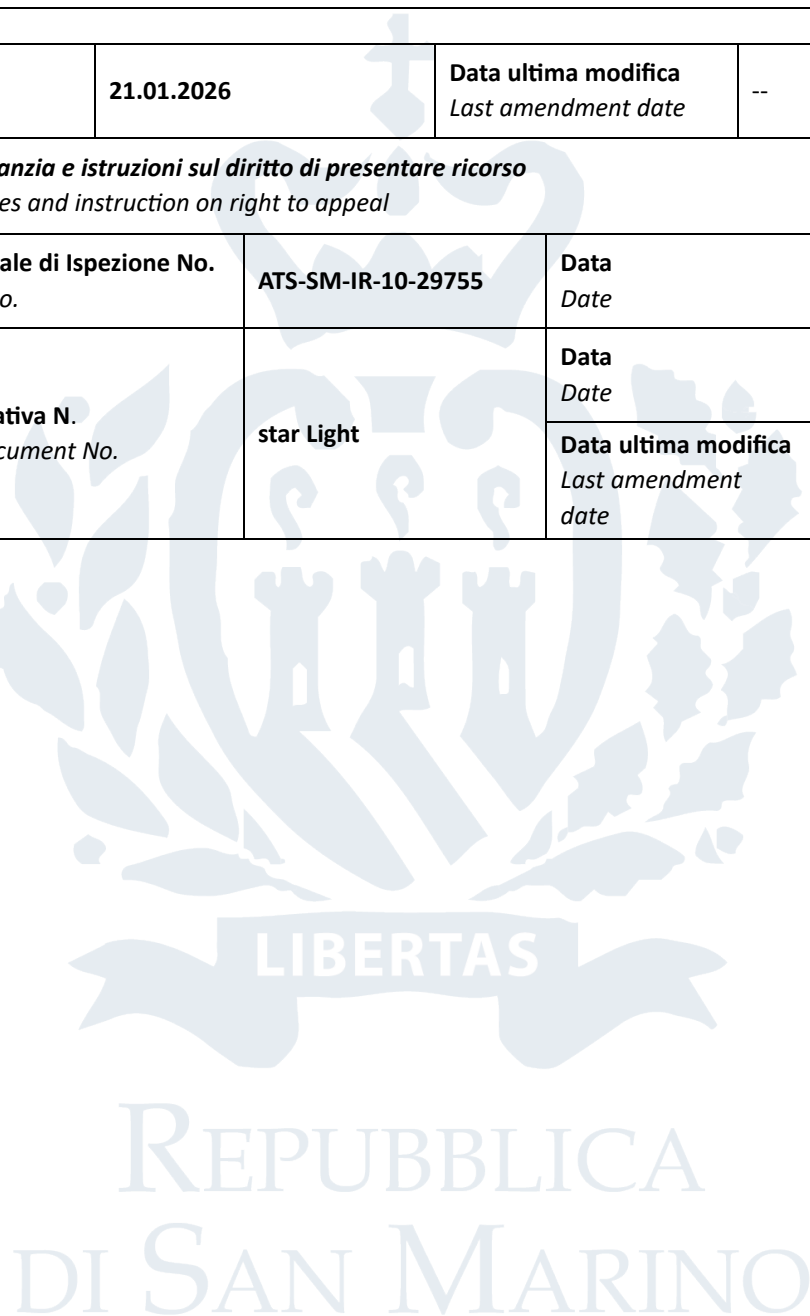 21.01.2026
Data ultima modifica
Last amendment date
--
anzia e istruzioni sul diritto di presentare ricorso
es and instruction on right to appeal
ale di Ispezione No.
o.
ATS-SM-IR-10-29755
Data
Date
ativa N.
cument No.
star Light
Data
Date
Data ultima modifica
Last amendment
date
LIBERTAS
REPUBBLICA
DI SAN MARINO